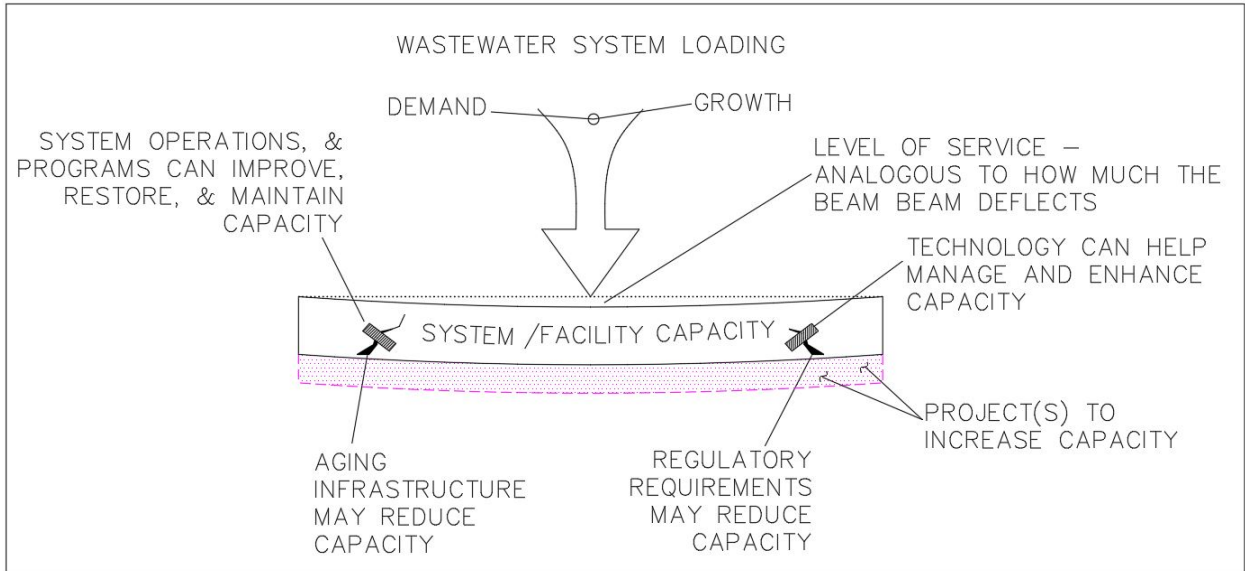 WASTEWATER SYSTEM LOADING
DEMAND
GROWTH
SYSTEM OPERATIONS, &
PROGRAMS CAN IMPROVE,
RESTORE, & MAINTAIN
CAPACITY
LEVEL OF SERVICE –
ANALOGOUS TO HOW MUCH THE
BEAM BEAM DEFLECTS
TECHNOLOGY CAN HELP
MANAGE AND ENHANCE
CAPACITY
SYSTEM /FACILITY CAPACITY
PROJECT(S) TO
INCREASE CAPACITY
AGING
INFRASTRUCTURE
MAY REDUCE
CAPACITY
REGULATORY
REQUIREMENTS
MAY REDUCE
CAPACITY